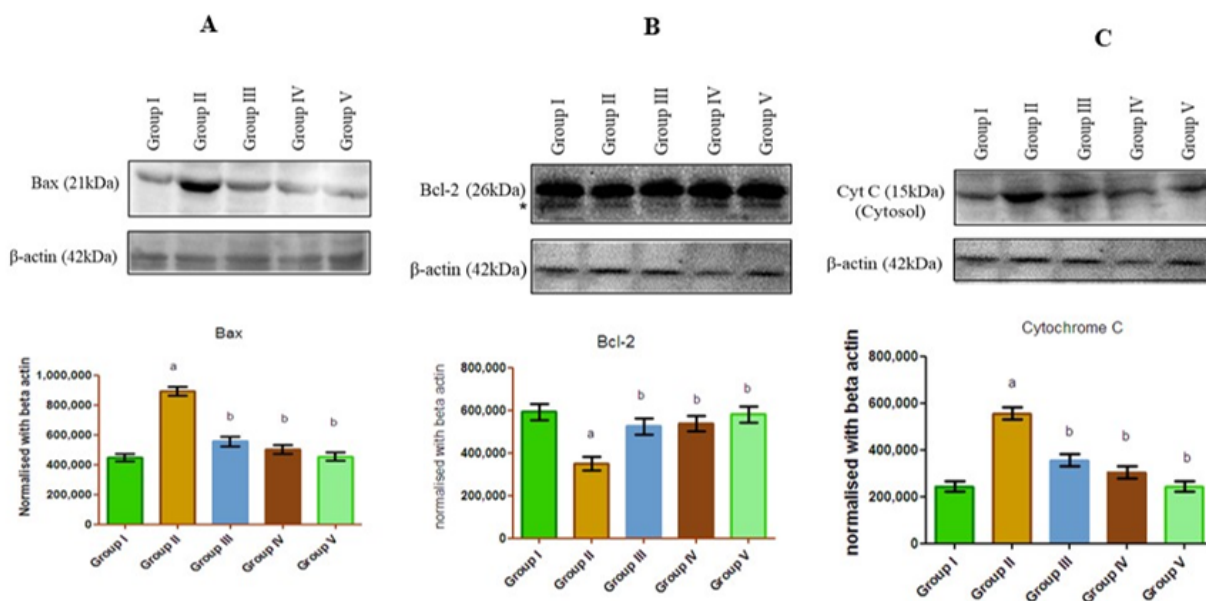 A
Group I
Group II
Group III
Group IV
Group V
Bax (21kDa)
β-actin (42kDa)
Bax
Normalised with beta actin
1,000,000
800,000
600,000
400,000
200,000
0
a
b
b
b
Group I
Group II
Group III
Group IV
Group V
B
Group I
Group II
Group III
Group IV
Group V
Bcl-2 (26kDa)
*
β-actin (42kDa)
Bcl-2
normalised with beta actin
800,000
600,000
400,000
200,000
0
a
b
b
b
Group I
Group II
Group III
Group IV
Group V
C
Group I
Group II
Group III
Group IV
Group V
Cyt C (15kDa)
(Cytosol)
β-actin (42kDa)
Cytochrome C
normalised with beta actin
800,000
600,000
400,000
200,000
0
a
b
b
b
Group I
Group II
Group III
Group IV
Group V